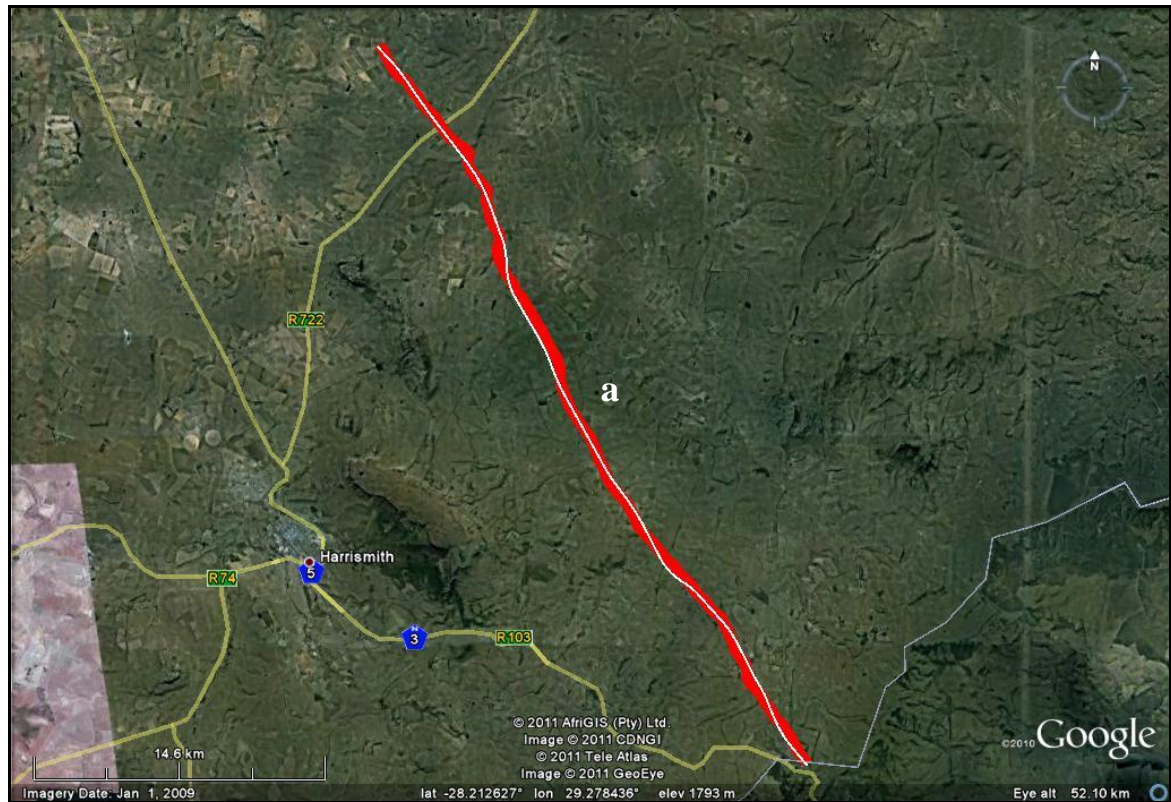 N
R722
a
Harrismith
5
R74
N
3
R103
© 2011 AfriGIS (Pty) Ltd.
Image © 2011 CDNGI
© 2011 Tele Atlas
Image © 2011 GeoEye
14.6 km
©2010 Google
Imagery Date: Jan 1, 2009
lat -28.212627° lon 29.278436° elev 1793 m
Eye alt 52.10 km